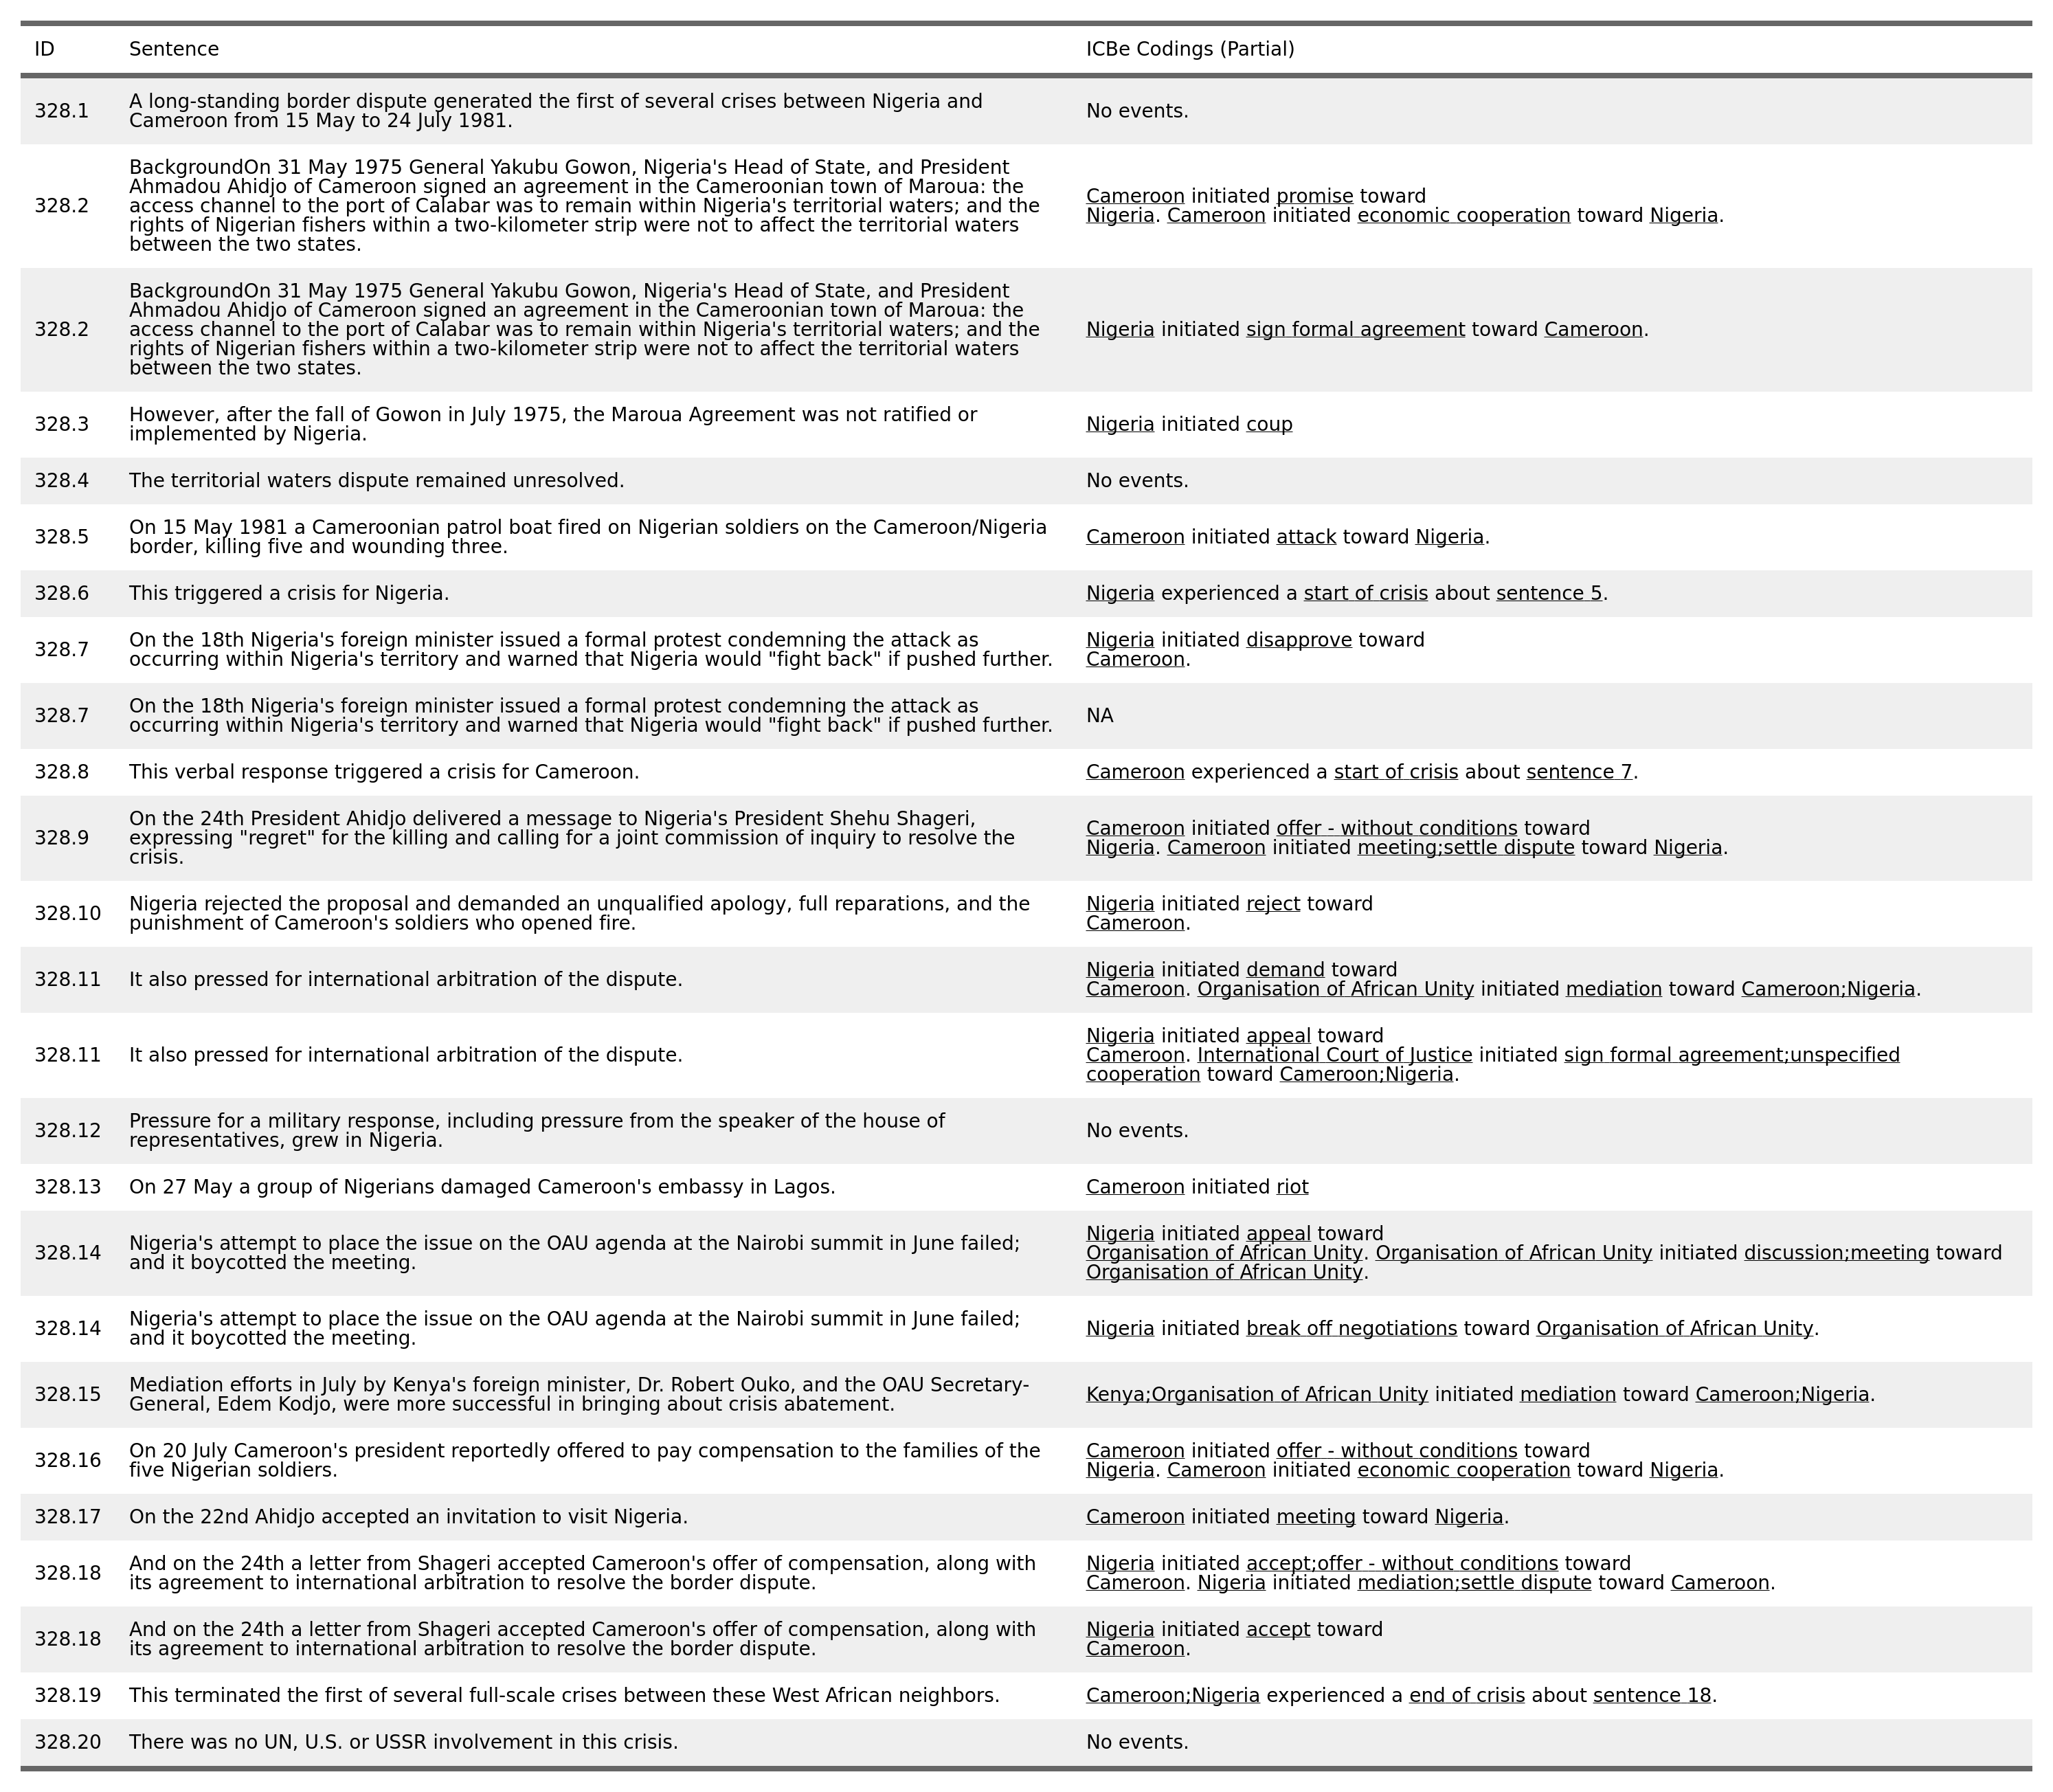 ID Sentence ICBe Codings (Partial)
328.1 A long-standing border dispute generated the first of several crises between Nigeria and
Cameroon from 15 May to 24 July 1981.
No events.
328.2 BackgroundOn 31 May 1975 General Yakubu Gowon, Nigeria's Head of State, and President
Ahmadou Ahidjo of Cameroon signed an agreement in the Cameroonian town of Maroua: the
access channel to the port of Calabar was to remain within Nigeria's territorial waters; and the
rights of Nigerian fishers within a two-kilometer strip were not to affect the territorial waters
between the two states.
Cameroon initiated promise toward
Nigeria. Cameroon initiated economic cooperation toward Nigeria.
328.2 BackgroundOn 31 May 1975 General Yakubu Gowon, Nigeria's Head of State, and President
Ahmadou Ahidjo of Cameroon signed an agreement in the Cameroonian town of Maroua: the
access channel to the port of Calabar was to remain within Nigeria's territorial waters; and the
rights of Nigerian fishers within a two-kilometer strip were not to affect the territorial waters
between the two states.
Nigeria initiated sign formal agreement toward Cameroon.
328.3 However, after the fall of Gowon in July 1975, the Maroua Agreement was not ratified or
implemented by Nigeria.
Nigeria initiated coup
328.4 The territorial waters dispute remained unresolved.
No events.
328.5 On 15 May 1981 a Cameroonian patrol boat fired on Nigerian soldiers on the Cameroon/Nigeria
border, killing five and wounding three.
Cameroon initiated attack toward Nigeria.
328.6 This triggered a crisis for Nigeria.
Nigeria experienced a start of crisis about sentence 5.
328.7 On the 18th Nigeria's foreign minister issued a formal protest condemning the attack as
occurring within Nigeria's territory and warned that Nigeria would "fight back" if pushed further.
Nigeria initiated disapprove toward
Cameroon.
328.7 On the 18th Nigeria's foreign minister issued a formal protest condemning the attack as
occurring within Nigeria's territory and warned that Nigeria would "fight back" if pushed further.
NA
328.8 This verbal response triggered a crisis for Cameroon.
Cameroon experienced a start of crisis about sentence 7.
328.9 On the 24th President Ahidjo delivered a message to Nigeria's President Shehu Shageri,
expressing "regret" for the killing and calling for a joint commission of inquiry to resolve the
crisis.
Cameroon initiated offer - without conditions toward
Nigeria. Cameroon initiated meeting;settle dispute toward Nigeria.
328.10 Nigeria rejected the proposal and demanded an unqualified apology, full reparations, and the
punishment of Cameroon's soldiers who opened fire.
Nigeria initiated reject toward
Cameroon.
328.11 It also pressed for international arbitration of the dispute.
Nigeria initiated demand toward
Cameroon. Organisation of African Unity initiated mediation toward Cameroon;Nigeria.
328.11 It also pressed for international arbitration of the dispute.
Nigeria initiated appeal toward
Cameroon. International Court of Justice initiated sign formal agreement;unspecified
cooperation toward Cameroon;Nigeria.
328.12 Pressure for a military response, including pressure from the speaker of the house of
representatives, grew in Nigeria.
No events.
328.13 On 27 May a group of Nigerians damaged Cameroon's embassy in Lagos.
Cameroon initiated riot
328.14 Nigeria's attempt to place the issue on the OAU agenda at the Nairobi summit in June failed;
and it boycotted the meeting.
Nigeria initiated appeal toward
Organisation of African Unity. Organisation of African Unity initiated discussion;meeting toward
Organisation of African Unity.
328.14 Nigeria's attempt to place the issue on the OAU agenda at the Nairobi summit in June failed;
and it boycotted the meeting.
Nigeria initiated break off negotiations toward Organisation of African Unity.
328.15 Mediation efforts in July by Kenya's foreign minister, Dr. Robert Ouko, and the OAU Secretary-
General, Edem Kodjo, were more successful in bringing about crisis abatement.
Kenya;Organisation of African Unity initiated mediation toward Cameroon;Nigeria.
328.16 On 20 July Cameroon's president reportedly offered to pay compensation to the families of the
five Nigerian soldiers.
Cameroon initiated offer - without conditions toward
Nigeria. Cameroon initiated economic cooperation toward Nigeria.
328.17 On the 22nd Ahidjo accepted an invitation to visit Nigeria.
Cameroon initiated meeting toward Nigeria.
328.18 And on the 24th a letter from Shageri accepted Cameroon's offer of compensation, along with
its agreement to international arbitration to resolve the border dispute.
Nigeria initiated accept;offer - without conditions toward
Cameroon. Nigeria initiated mediation;settle dispute toward Cameroon.
328.18 And on the 24th a letter from Shageri accepted Cameroon's offer of compensation, along with
its agreement to international arbitration to resolve the border dispute.
Nigeria initiated accept toward
Cameroon.
328.19 This terminated the first of several full-scale crises between these West African neighbors.
Cameroon;Nigeria experienced a end of crisis about sentence 18.
328.20 There was no UN, U.S. or USSR involvement in this crisis.
No events.